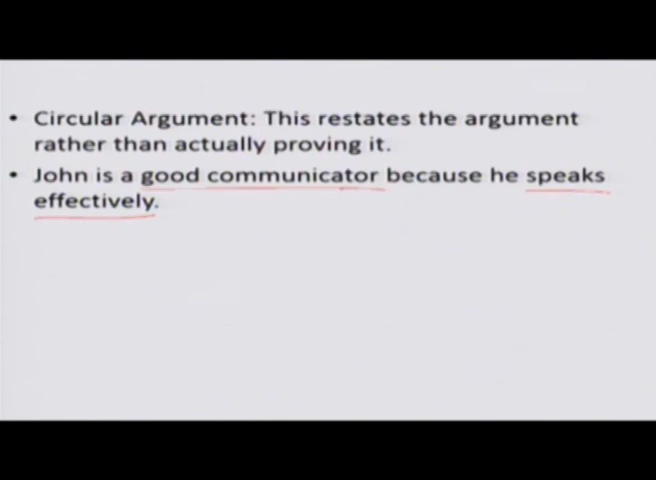 • Circular Argument: This restates the argument
rather than actually proving it.
• John is a good communicator because he speaks
effectively.